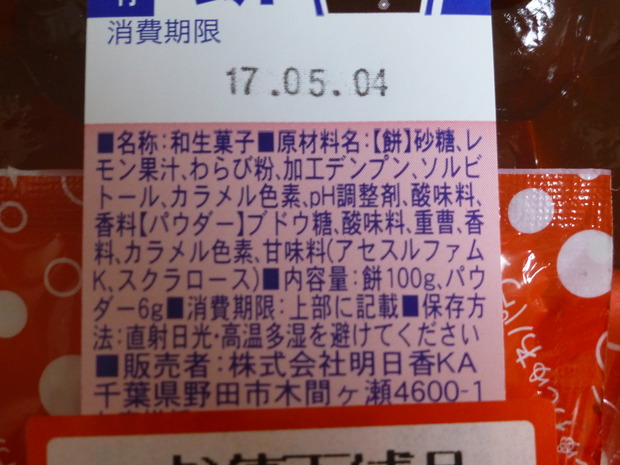 消費期限
17.05.04
■名称:和生菓子■原材料名:【餅】砂糖、レ
モン果汁、わらび粉、加工デンプン、ソルビ
トール、カラメル色素、pH調整剤、酸味料、
香料【パウダー】ブドウ糖、酸味料、重曹、香
料、カラメル色素、甘味料(アセスルファム
K、スクラロース)■内容量:餅100g、パウ
ダー6g■消費期限:上部に記載■保存方
法:直射日光・高温多湿を避けてください
■販売者:株式会社明日香KA
千葉県野田市木間ヶ瀬4600-1